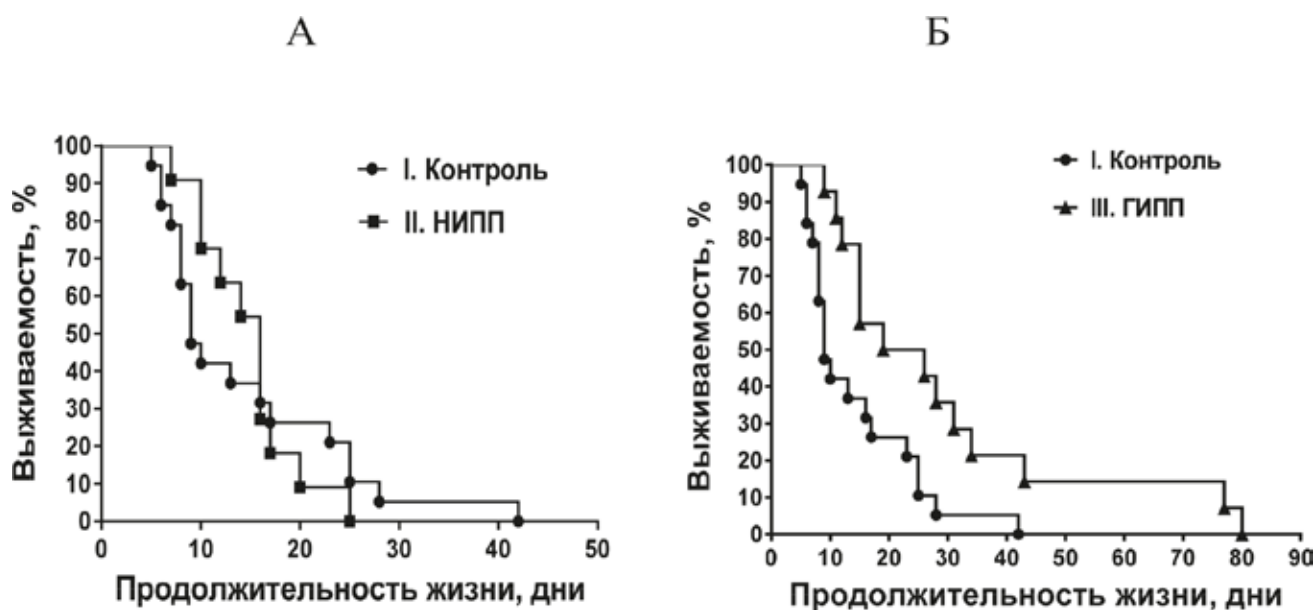 А
Б
Выживаемость, %
100
90
80
70
60
50
40
30
20
10
0
I. Контроль
II. НИПП
0 10 20 30 40 50
Продолжительность жизни, дни
Выживаемость, %
100
90
80
70
60
50
40
30
20
10
0
I. Контроль
III. ГИПП
0 10 20 30 40 50 60 70 80 90
Продолжительность жизни, дни